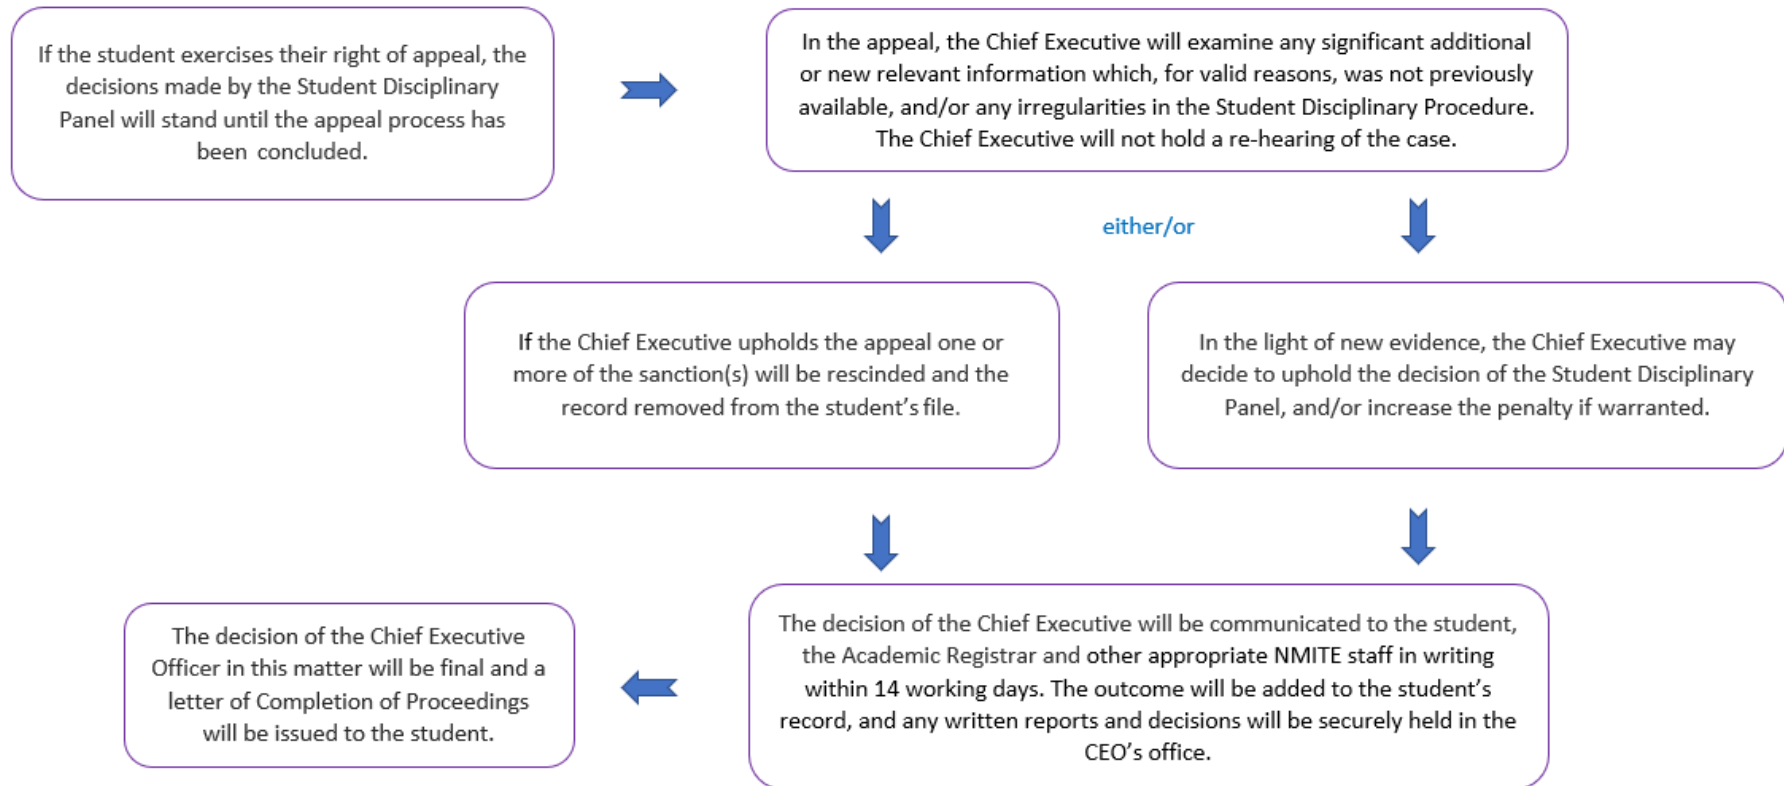 If the student exercises their right of appeal, the
decisions made by the Student Disciplinary
Panel will stand until the appeal process has
been concluded.
In the appeal, the Chief Executive will examine any significant additional
or new relevant information which, for valid reasons, was not previously
available, and/or any irregularities in the Student Disciplinary Procedure.
The Chief Executive will not hold a re-hearing of the case.
either/or
If the Chief Executive upholds the appeal one or
more of the sanction(s) will be rescinded and the
record removed from the student’s file.
In the light of new evidence, the Chief Executive may
decide to uphold the decision of the Student Disciplinary
Panel, and/or increase the penalty if warranted.
The decision of the Chief Executive will be communicated to the student,
the Academic Registrar and other appropriate NMITE staff in writing
within 14 working days. The outcome will be added to the student’s
record, and any written reports and decisions will be securely held in the
CEO’s office.
The decision of the Chief Executive
Officer in this matter will be final and a
letter of Completion of Proceedings
will be issued to the student.